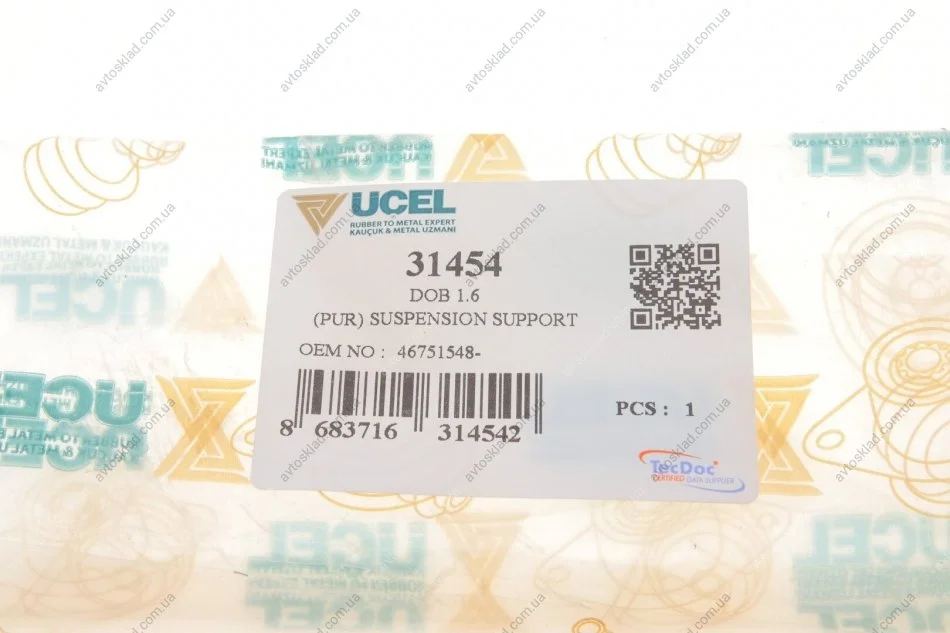 UCEL
RUBBER TO METAL EXPERT
KAUÇUK & METAL UZMANI
31454
DOB 1.6
(PUR) SUSPENSION SUPPORT
OEM NO : 46751548-
8 683716 314542
PCS : 1
TecDoc
CERTIFIED DATA SUPPLIER
avtosklad.com.ua